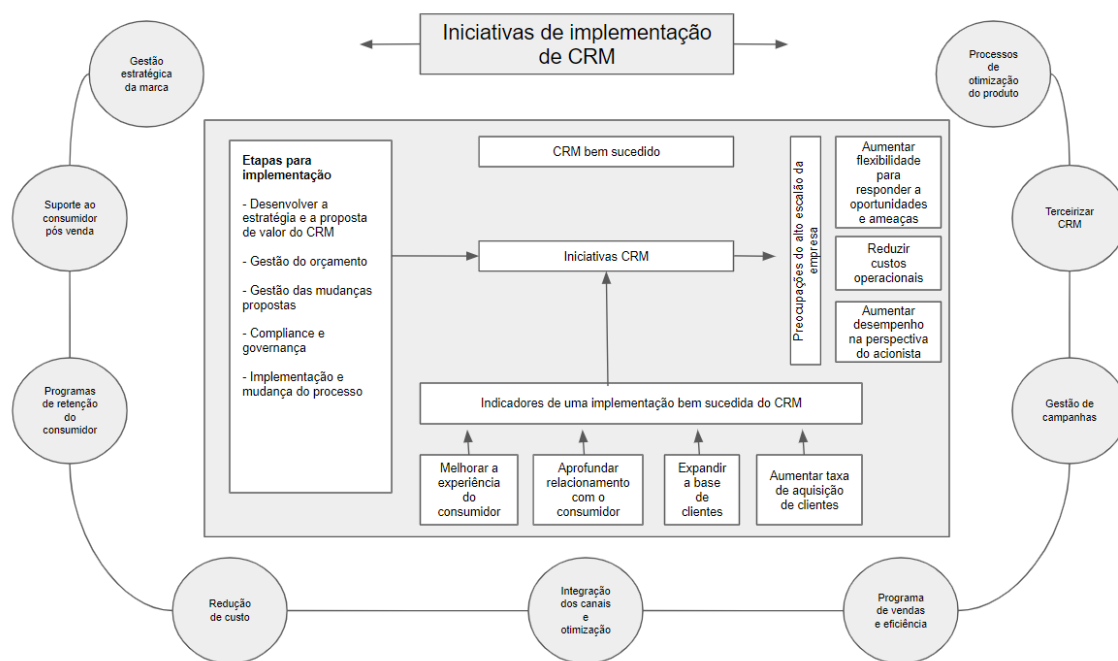 Iniciativas de implementação
de CRM
Gestão
estratégica
da marca
Processos
de
otimização
do produto
Suporte ao
consumidor
pós venda
Terceirizar
CRM
Programas
de retenção
do
consumidor
Gestão de
campanhas
Redução
de custo
Integração
dos canais
e
otimização
Programa
de vendas
e eficiência
Etapas para
implementação
- Desenvolver a
estratégia e a proposta
de valor do CRM
- Gestão do orçamento
- Gestão das mudanças
propostas
- Compliance e
governança
- Implementação e
mudança do processo
CRM bem sucedido
Iniciativas CRM
Preocupações do alto escalão da
empresa
Aumentar
flexibilidade
para
responder a
oportunidades
e ameaças
Reduzir
custos
operacionais
Aumentar
desempenho
na perspectiva
do acionista
Indicadores de uma implementação bem sucedida do CRM
Melhorar a
experiência
do
consumidor
Aprofundar
relacionamento
com o
consumidor
Expandir
a base
de
clientes
Aumentar taxa
de aquisição
de clientes